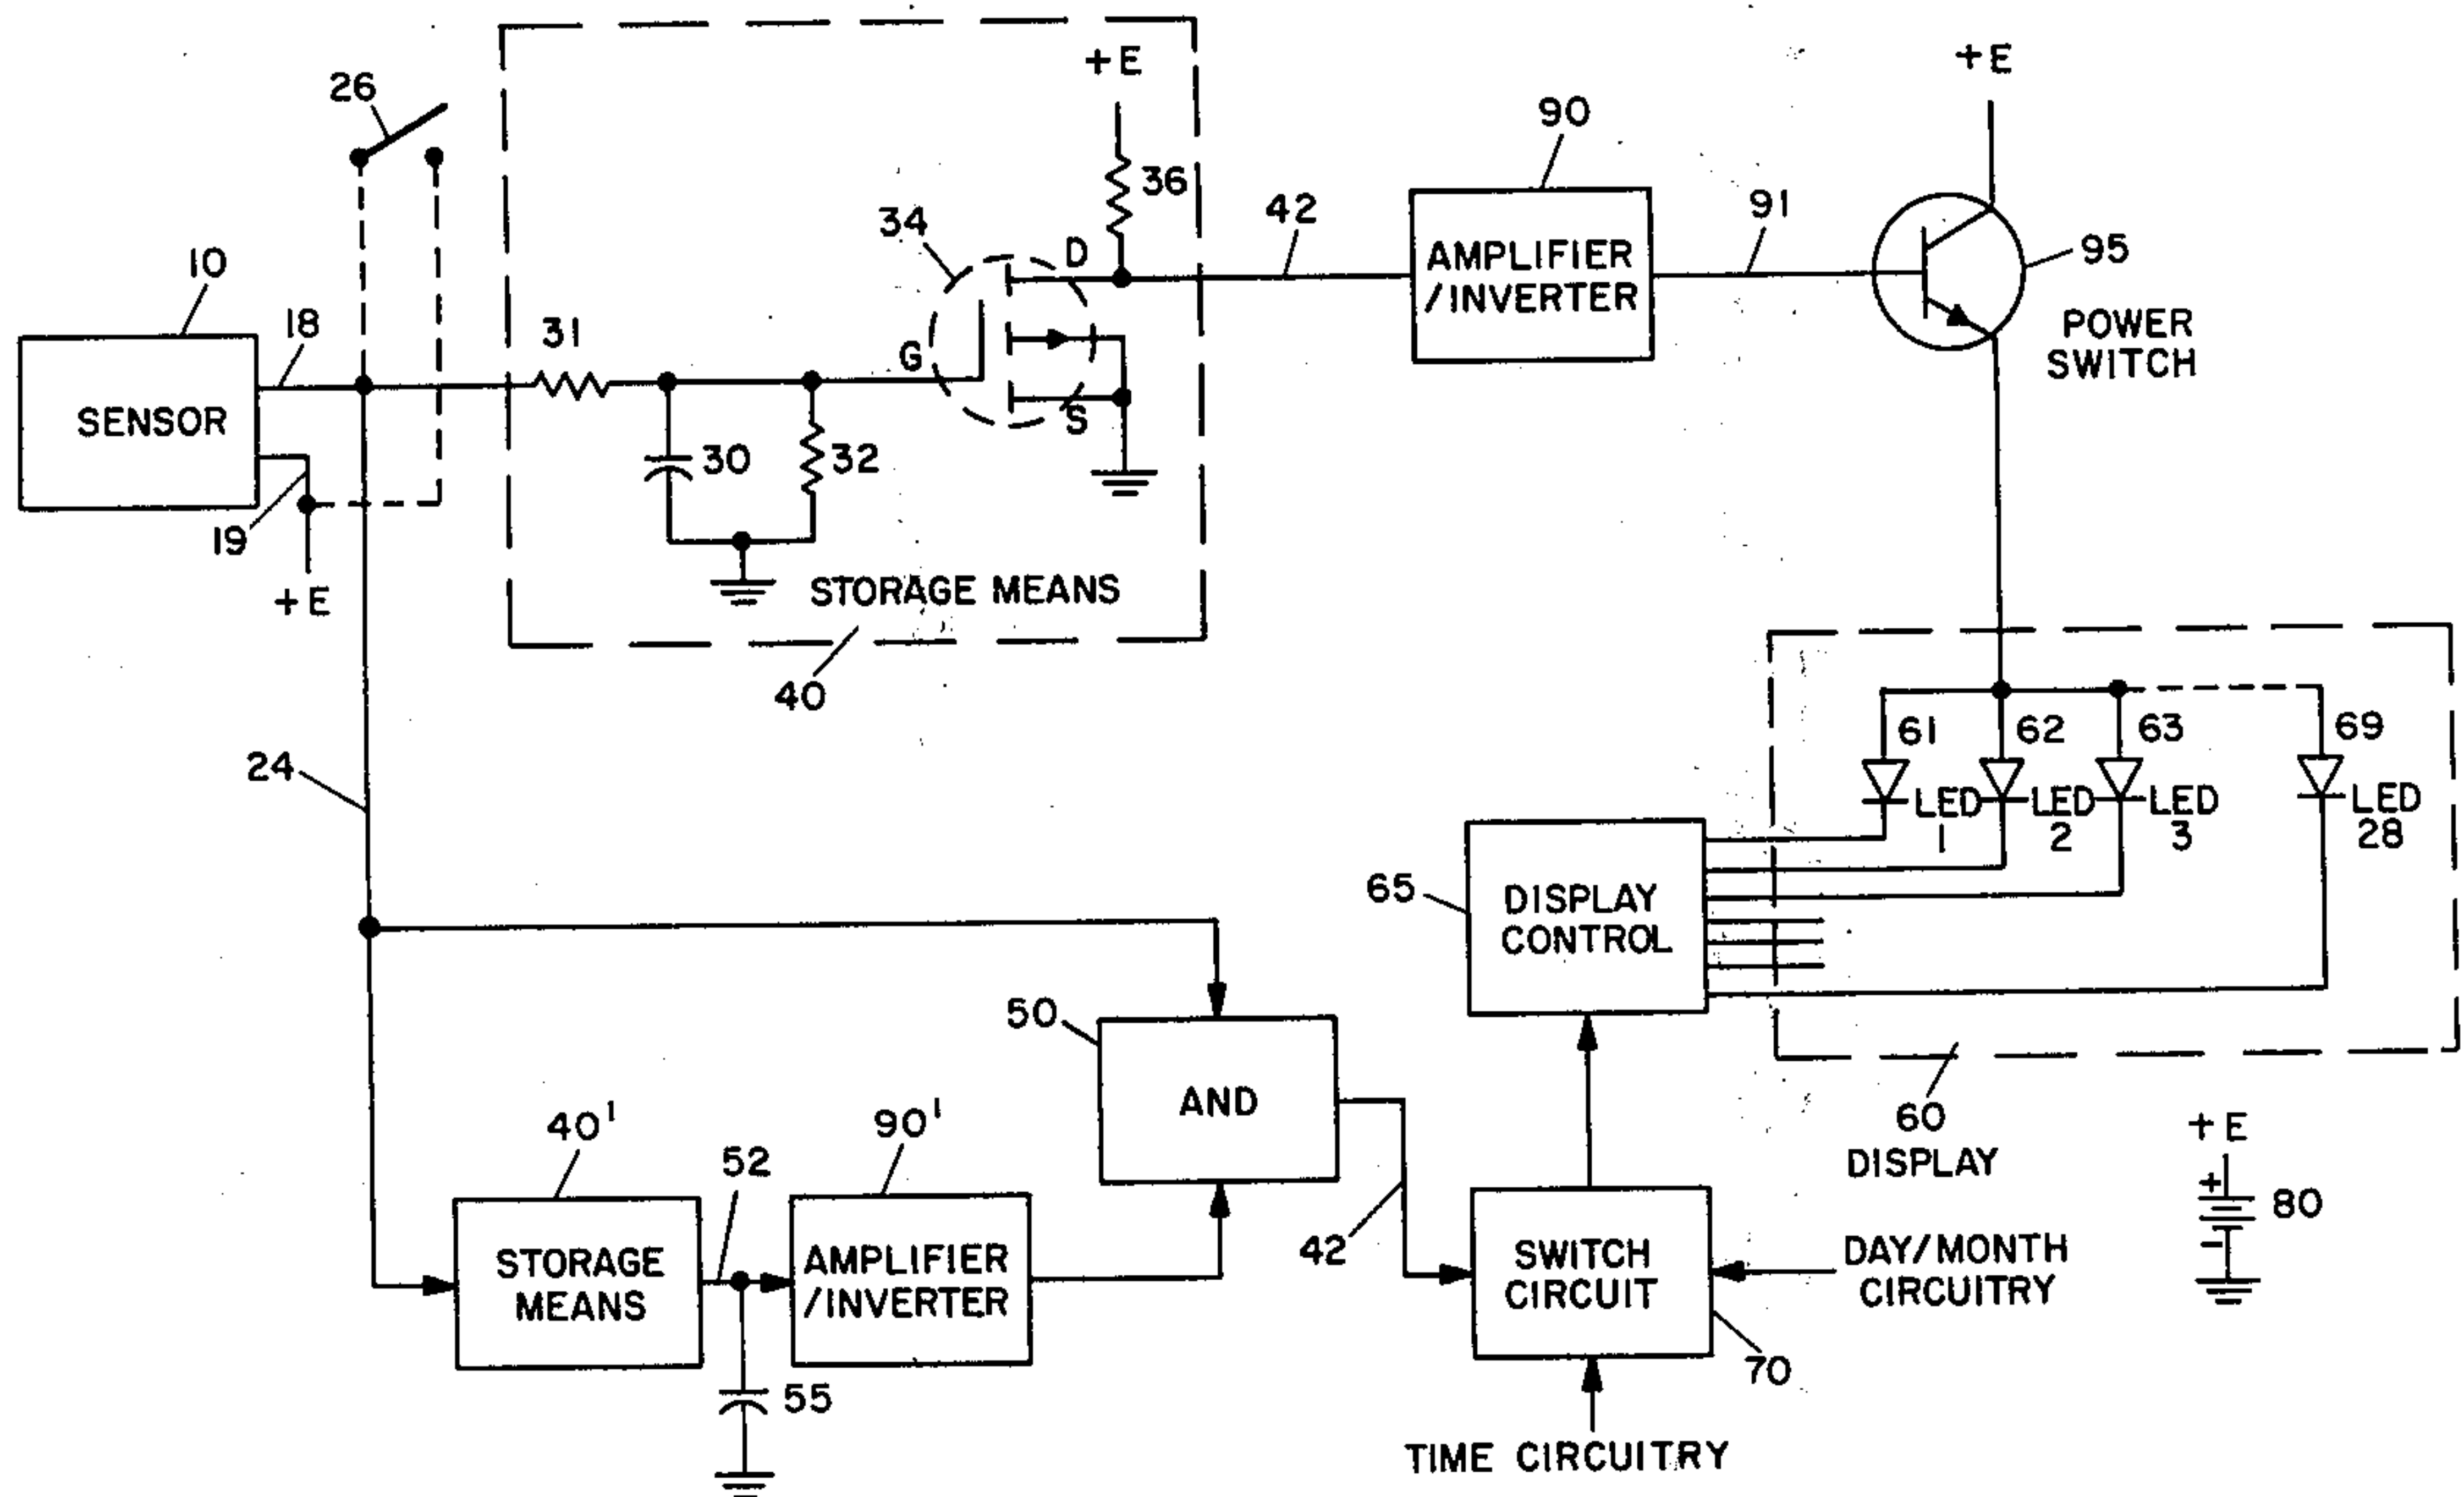 +E
+E
26
90
36
10
34
42
91
D
AMPLIFIER
/INVERTER
95
18
31
G
POWER
SWITCH
SENSOR
S
30
32
19
+E
STORAGE MEANS
40
61
62
63
69
24
LED
1
LED
2
LED
3
LED
28
65
DISPLAY
CONTROL
50
AND
60
DISPLAY
40'
90'
52
+E
+
80
-
42
STORAGE
MEANS
AMPLIFIER
/INVERTER
SWITCH
CIRCUIT
DAY/MONTH
CIRCUITRY
70
55
TIME CIRCUITRY